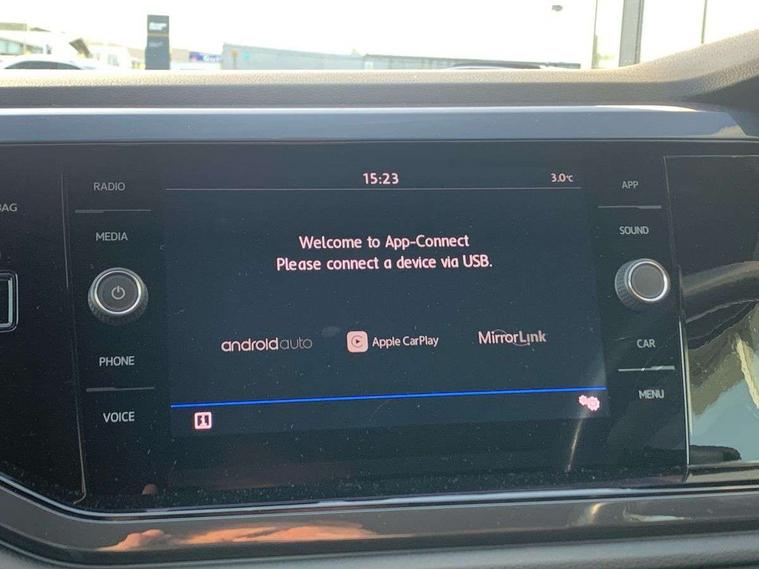 RADIO
MEDIA
PHONE
VOICE
15:23
3.0°C
Welcome to App-Connect
Please connect a device via USB.
androidauto
Apple CarPlay
MirrorLink
APP
SOUND
CAR
MENU